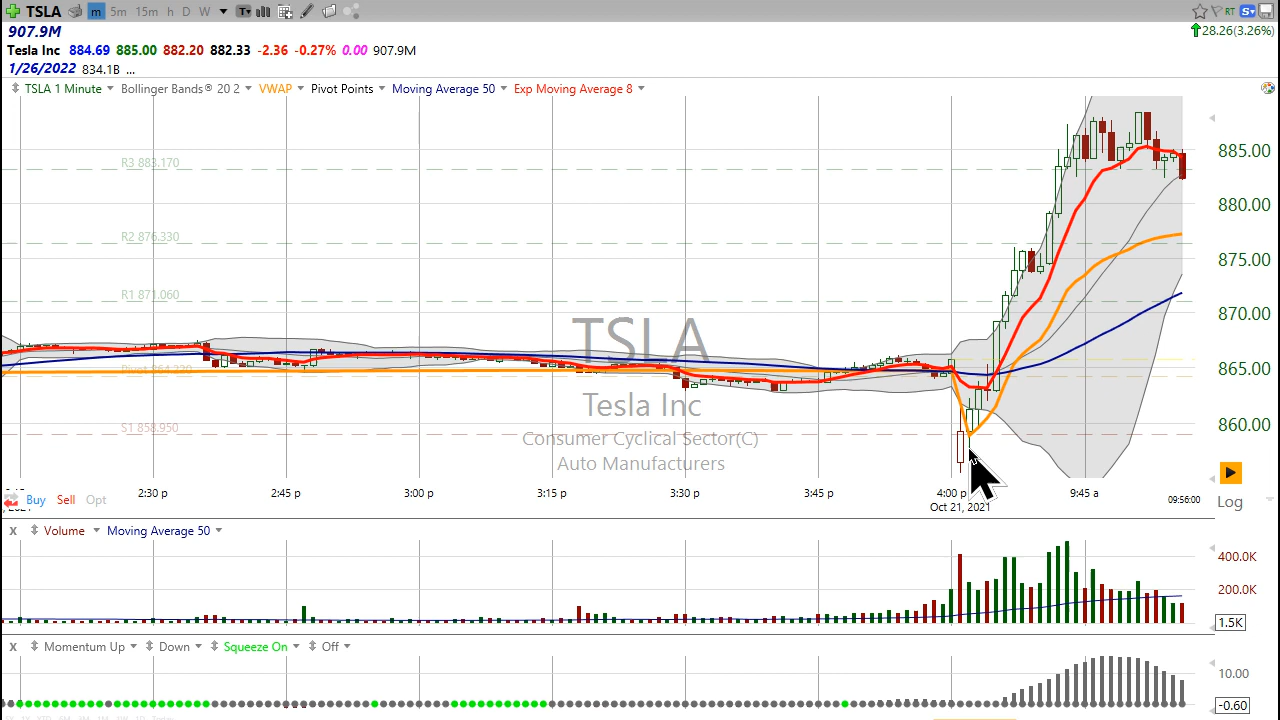 TSLA m 5m 15m h D W T RT S
907.9M 28.26(3.26%)
Tesla Inc 884.69 885.00 882.20 882.33 -2.36 -0.27% 0.00 907.9M
1/26/2022 834.1B ...
TSLA 1 Minute Bollinger Bands® 20 2 VWAP Pivot Points Moving Average 50 Exp Moving Average 8
885.00
R3 883.170
880.00
R2 876.330
875.00
R1 871.060
870.00
TSLA
865.00
Tesla Inc
860.00
S1 858.950
Consumer Cyclical Sector(C)
Auto Manufacturers
2:30 p 2:45 3:00 p 3:15 3:30 p 3:45 4:00 p 9:45 a 09:56:00
Buy Sell Opt Log
Oct 21, 2021
X Volume Moving Average 50
400.0K
200.0K
1.5K
X Momentum Up Down Squeeze On Off
10.00
-0.60